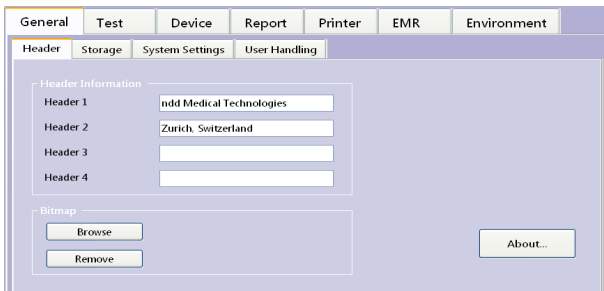 General Test Device Report Printer EMR Environment
Header Storage System Settings User Handling
Header Information
Header 1 ndd Medical Technologies
Header 2 Zurich, Switzerland
Header 3
Header 4
Bitmap
Browse
About...
Remove